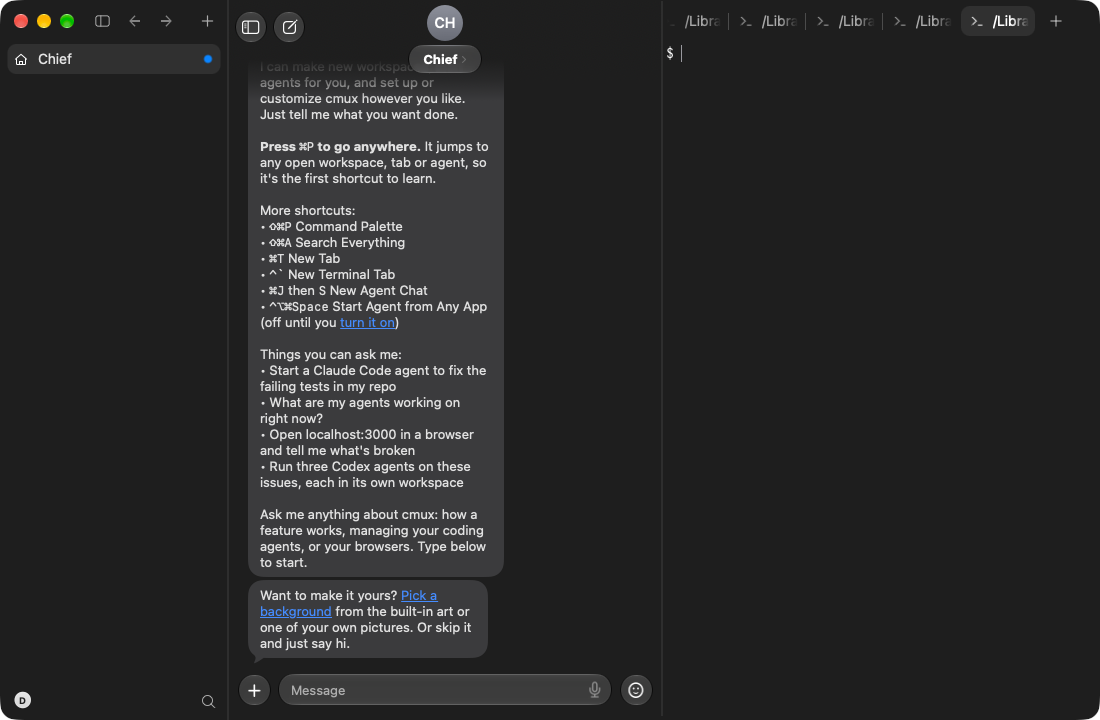 Chief
D
CH
Chief
I can make new workspaces
agents for you, and set up or
customize cmux however you like.
Just tell me what you want done.
Press ⌘P to go anywhere. It jumps to
any open workspace, tab or agent, so
it's the first shortcut to learn.
More shortcuts:
• ⇧⌘P Command Palette
• ⇧⌘A Search Everything
• ⌘T New Tab
• ^` New Terminal Tab
• ⌘J then S New Agent Chat
• ^⌥⌘Space Start Agent from Any App
(off until you turn it on)
Things you can ask me:
• Start a Claude Code agent to fix the
failing tests in my repo
• What are my agents working on
right now?
• Open localhost:3000 in a browser
and tell me what's broken
• Run three Codex agents on these
issues, each in its own workspace
Ask me anything about cmux: how a
feature works, managing your coding
agents, or your browsers. Type below
to start.
Want to make it yours? Pick a
background from the built-in art or
one of your own pictures. Or skip it
and just say hi.
Message
/Libra
/Libra
/Libra
/Libra
/Libra
$